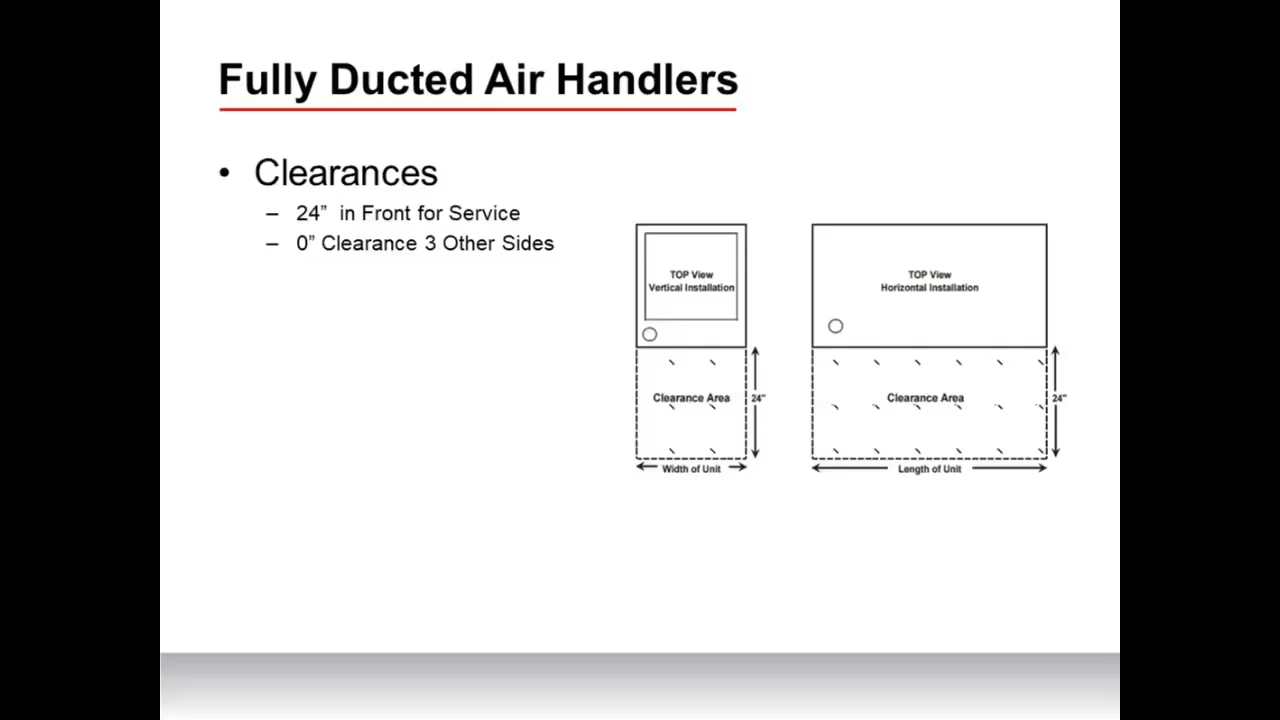 Fully Ducted Air Handlers
• Clearances
– 24”  in Front for Service
– 0” Clearance 3 Other Sides
TOP View
Vertical Installation
Clearance Area
24"
Width of Unit
TOP View
Horizontal Installation
Clearance Area
24"
Length of Unit